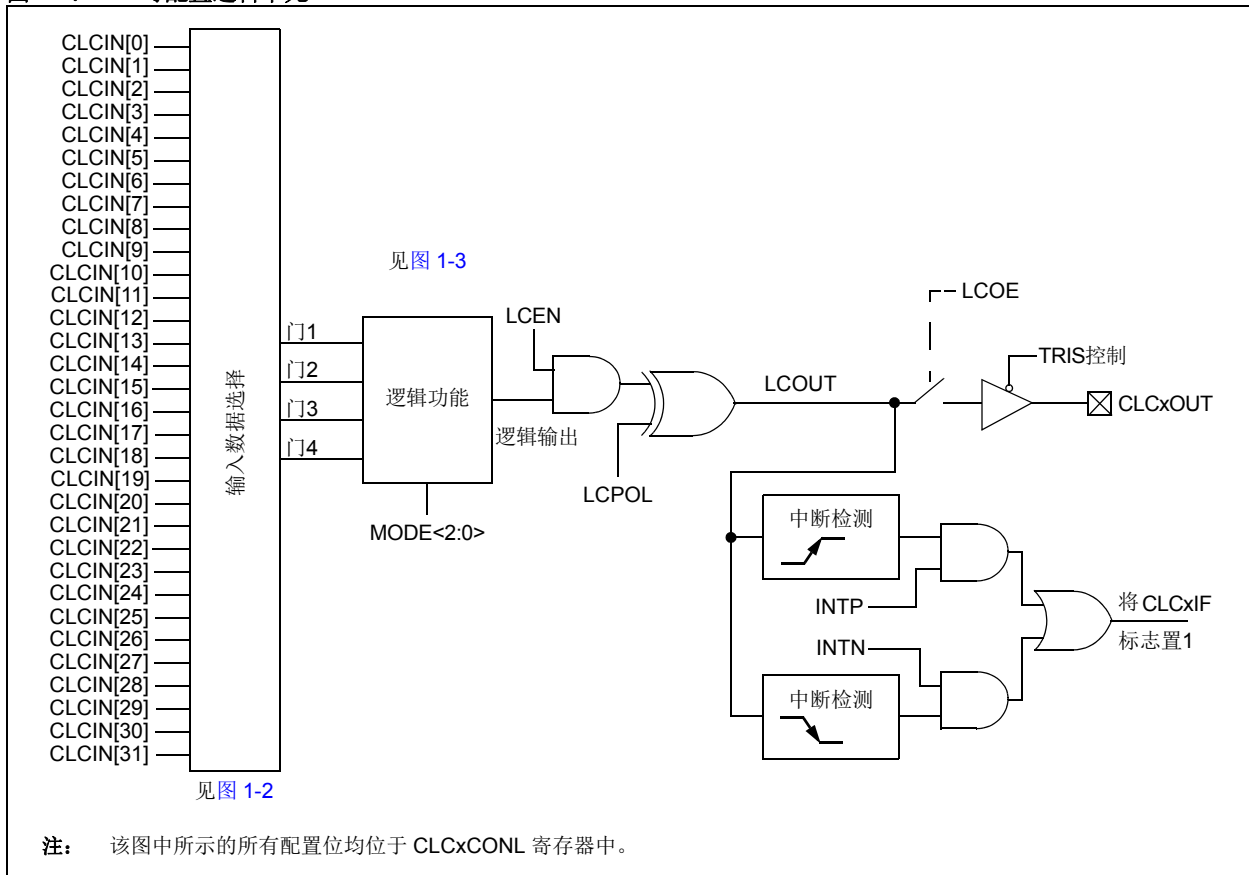 CLCIN[0]
CLCIN[1]
CLCIN[2]
CLCIN[3]
CLCIN[4]
CLCIN[5]
CLCIN[6]
CLCIN[7]
CLCIN[8]
CLCIN[9]
CLCIN[10]
CLCIN[11]
CLCIN[12]
CLCIN[13]
CLCIN[14]
CLCIN[15]
CLCIN[16]
CLCIN[17]
CLCIN[18]
CLCIN[19]
CLCIN[20]
CLCIN[21]
CLCIN[22]
CLCIN[23]
CLCIN[24]
CLCIN[25]
CLCIN[26]
CLCIN[27]
CLCIN[28]
CLCIN[29]
CLCIN[30]
CLCIN[31]
输入数据选择
见图 1-2
门1
门2
门3
门4
见图 1-3
逻辑功能
MODE<2:0>
LCEN
逻辑输出
LCPOL
LCOUT
LCOE
TRIS控制
CLCxOUT
中断检测
INTP
INTN
中断检测
将 CLCxIF
标志置1
注： 该图中所示的所有配置位均位于 CLCxCONL 寄存器中。